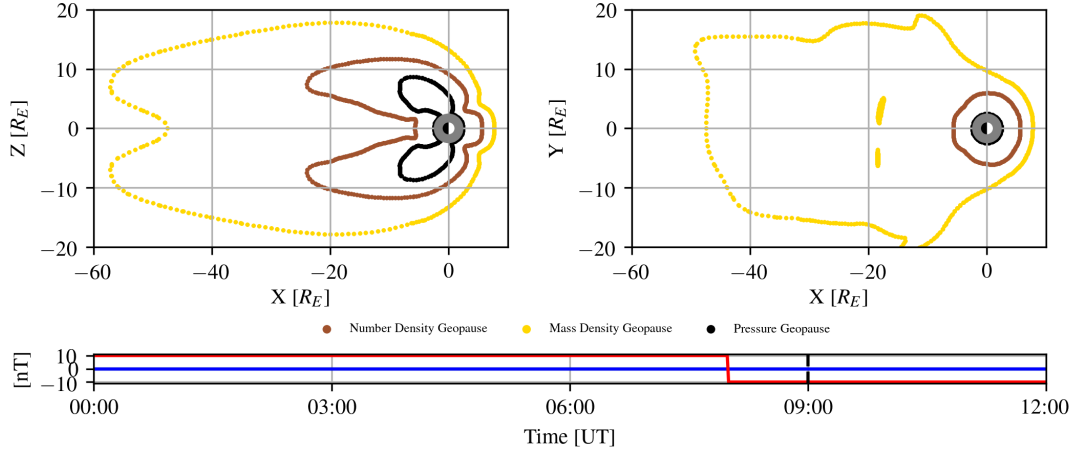 20
10
0
−10
−20
Z [R_E]
−60
−40
−20
0
X [R_E]
20
10
0
−10
−20
Y [R_E]
−60
−40
−20
0
X [R_E]
Number Density Geopause
Mass Density Geopause
Pressure Geopause
10
0
−10
[nT]
00:00
03:00
06:00
09:00
12:00
Time [UT]